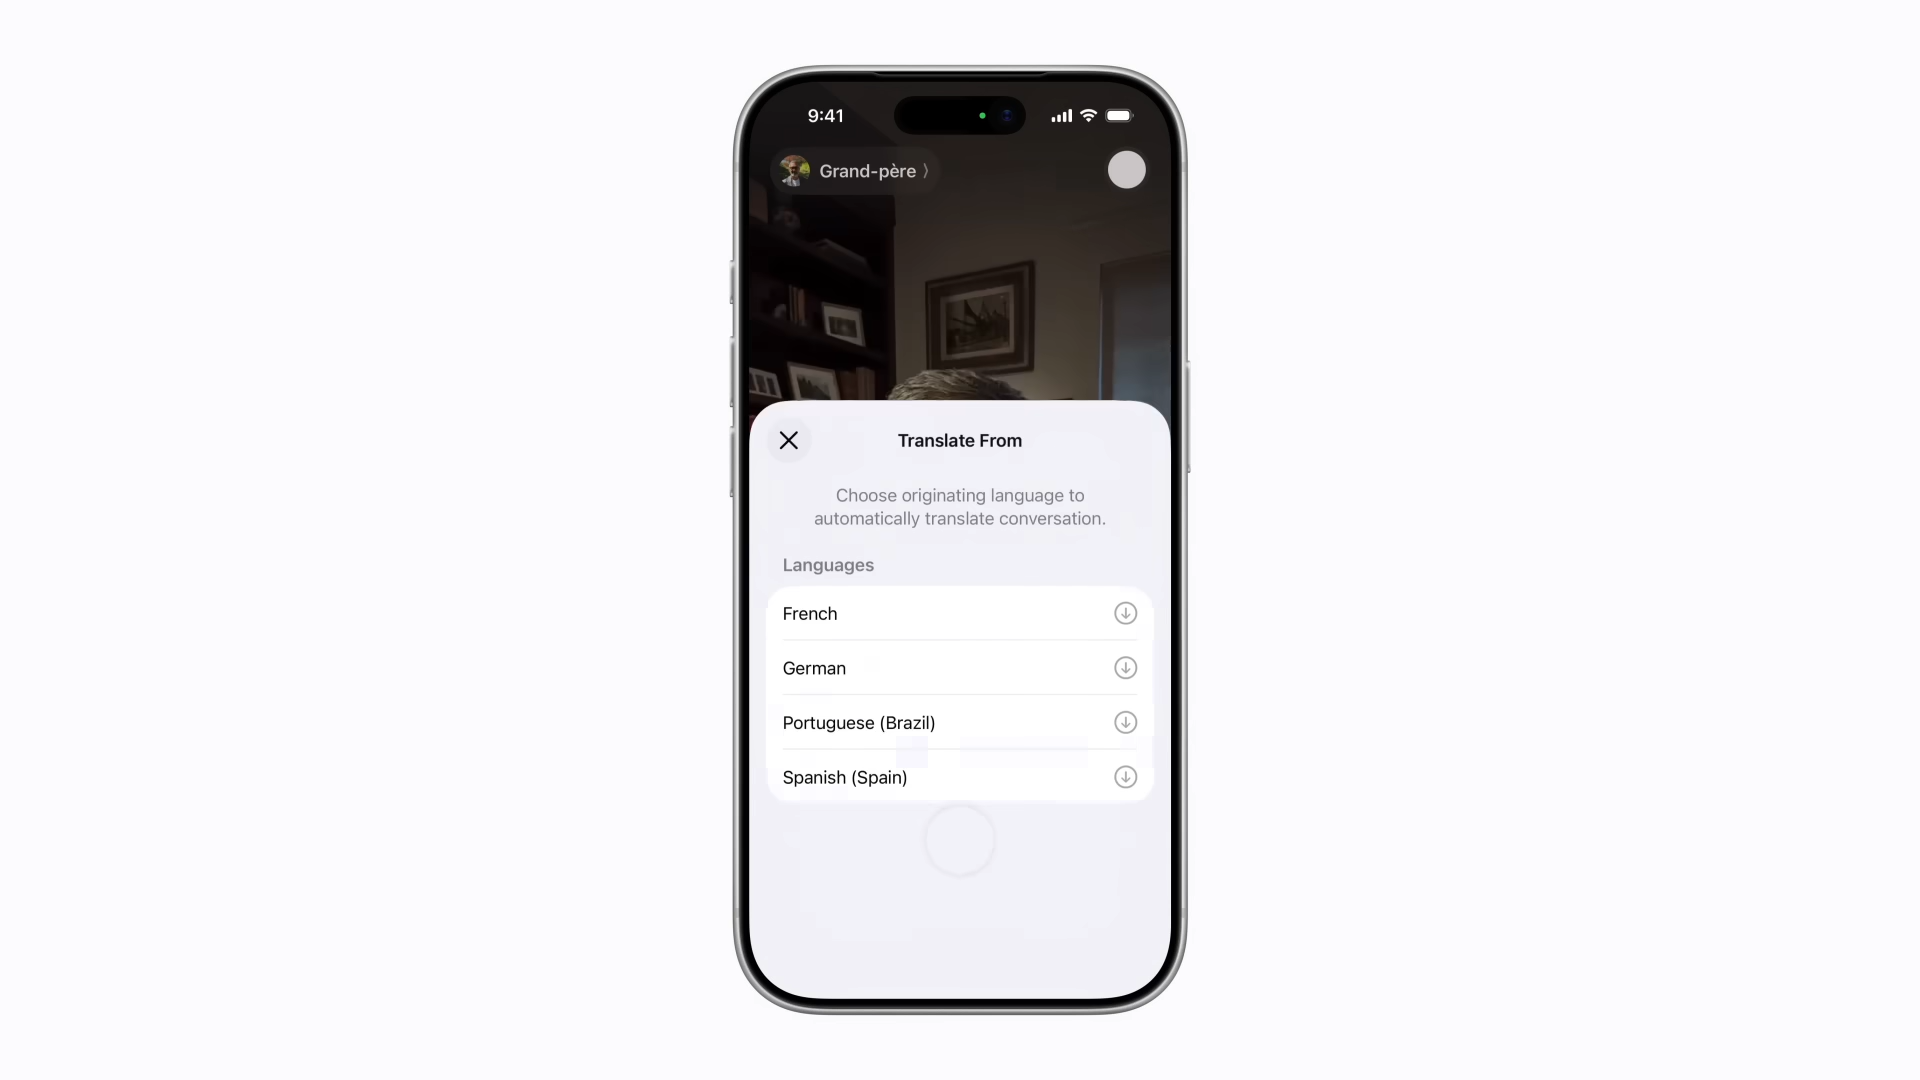 9:41
Grand-père 〉
Translate From
Choose originating language to
automatically translate conversation.
Languages
French
German
Portuguese (Brazil)
Spanish (Spain)